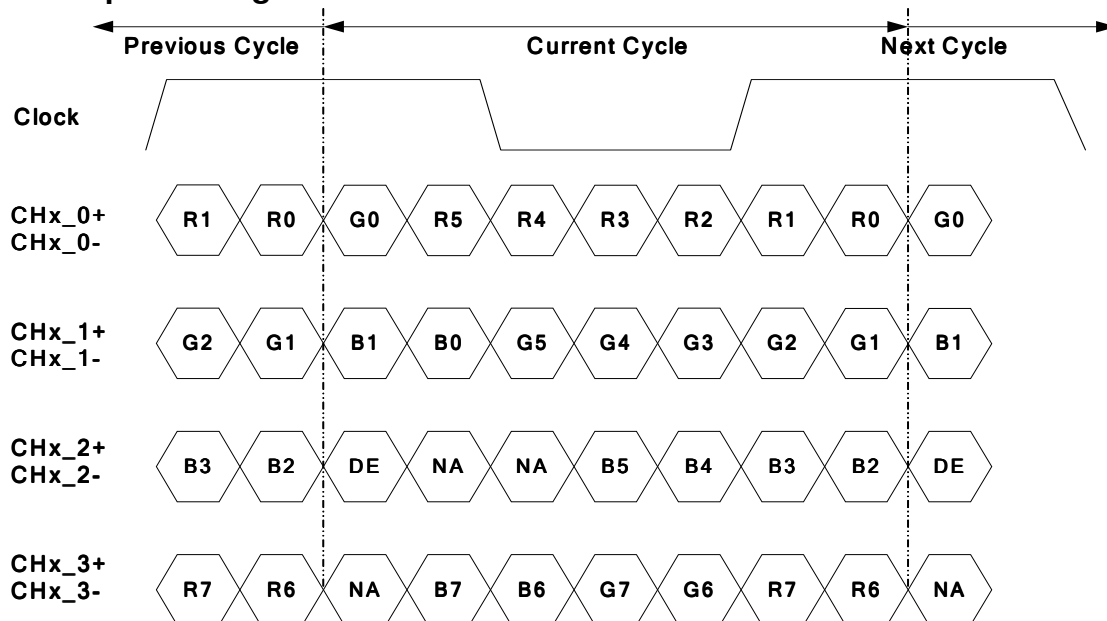 Previous Cycle Current Cycle Next Cycle
Clock
CHx_0+
CHx_0-
R1 R0 G0 R5 R4 R3 R2 R1 R0 G0
CHx_1+
CHx_1-
G2 G1 B1 B0 G5 G4 G3 G2 G1 B1
CHx_2+
CHx_2-
B3 B2 DE NA NA B5 B4 B3 B2 DE
CHx_3+
CHx_3-
R7 R6 NA B7 B6 G7 G6 R7 R6 NA